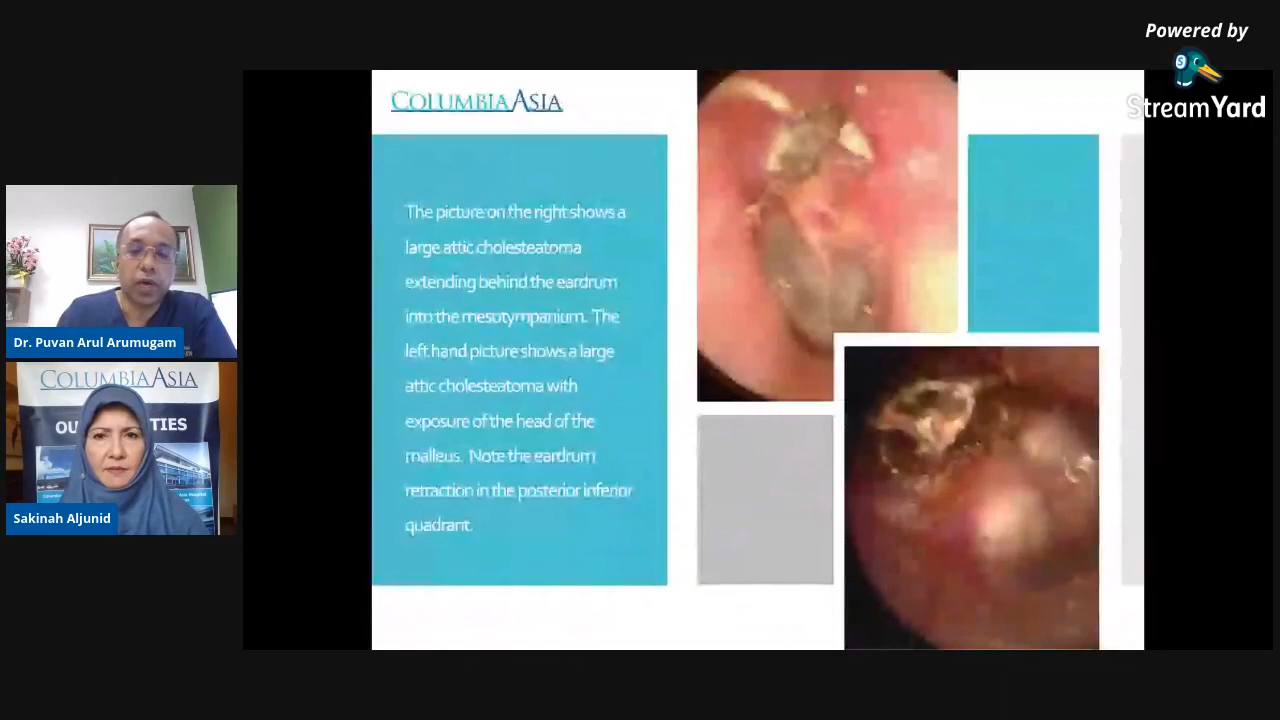 Powered by
StreamYard
COLUMBIA ASIA
The picture on the right shows a
large attic cholesteatoma
extending behind the eardrum
into the mesotympanium. The
left hand picture shows a large
attic cholesteatoma with
exposure of the head of the
malleus. Note the eardrum
retraction in the posterior inferior
quadrant.
Dr. Puvan Arul Arumugam
COLUMBIA ASIA
Sakinah Aljunid